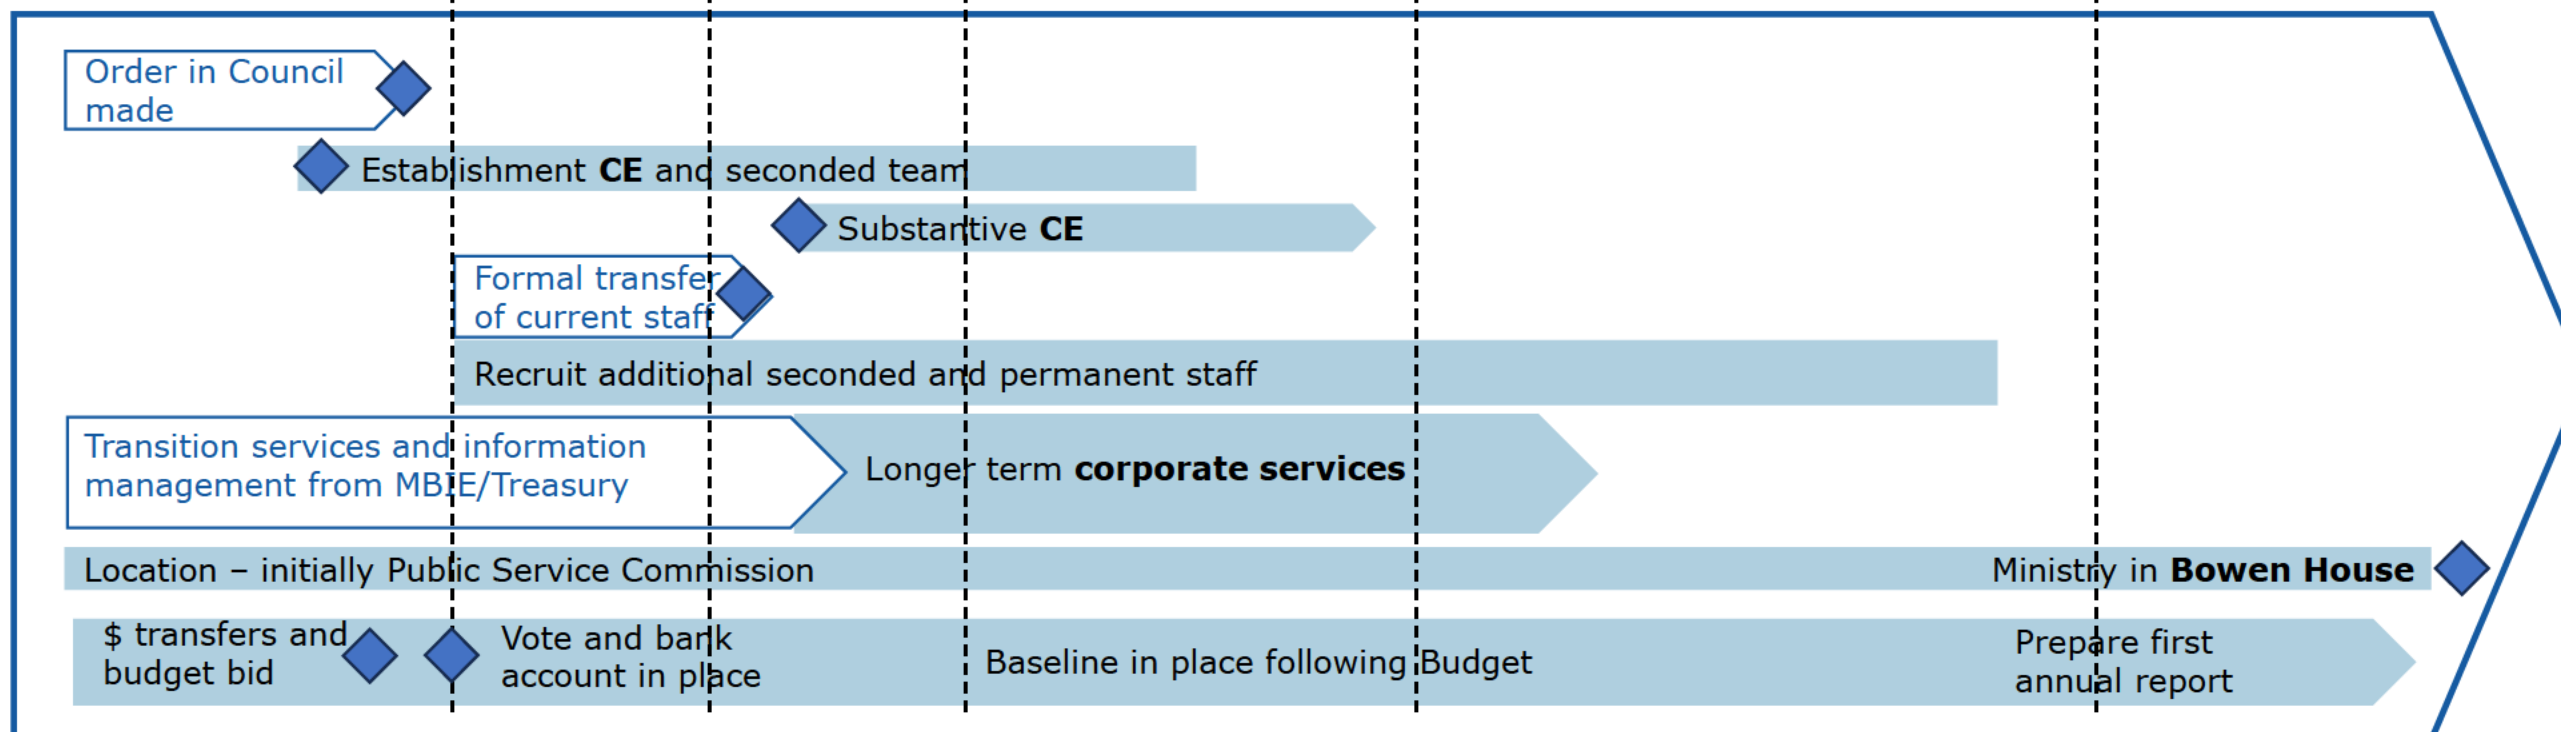 Order in Council
made
Establishment CE and seconded team
Substantive CE
Formal transfer
of current staff
Recruit additional seconded and permanent staff
Transition services and information
management from MBIE/Treasury
Longer term corporate services
Location – initially Public Service Commission
Ministry in Bowen House
$ transfers and
budget bid
Vote and bank
account in place
Baseline in place following Budget
Prepare first
annual report